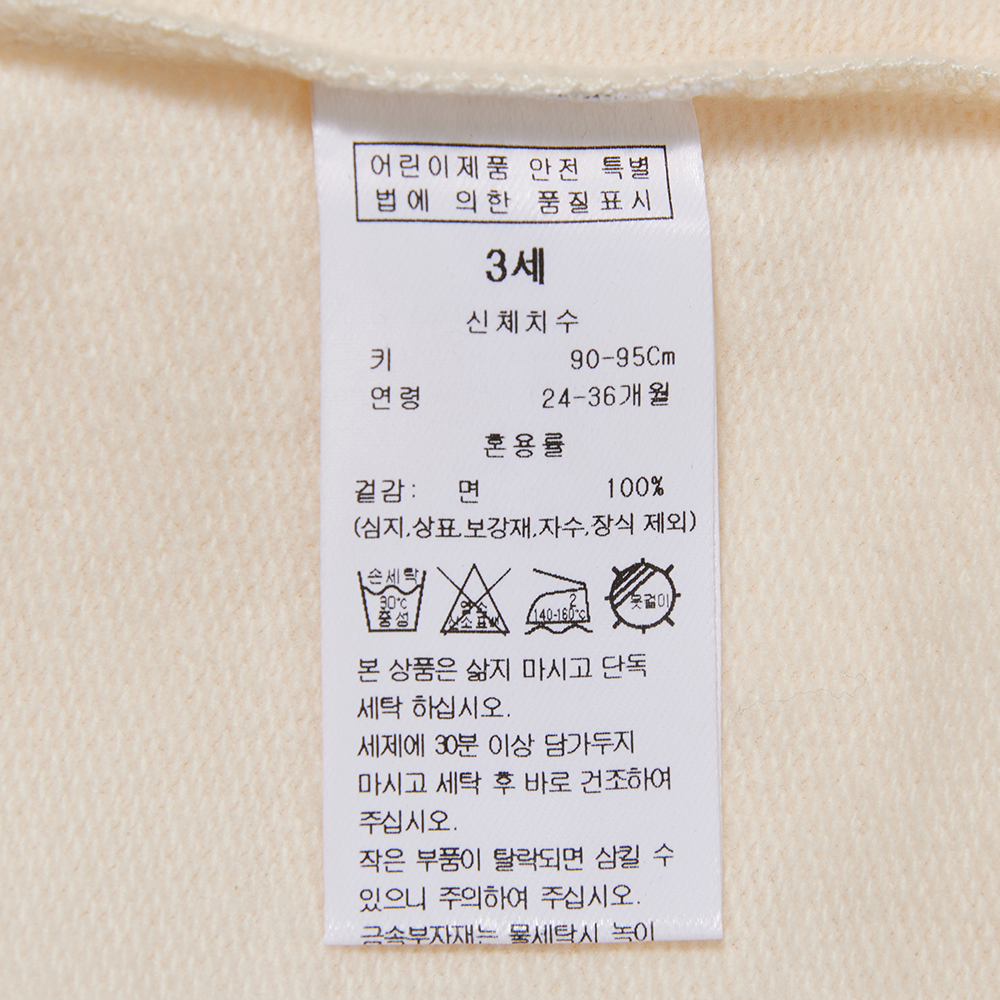 어린이제품 안전 특별
법에 의한 품질표시
3세
신체치수
키 90-95Cm
연령 24-36개월
혼용률
겉감: 면 100%
(심지,상표,보강재,자수,장식 제외)
손세탁
30℃
중성
염소
산소표백
2
140-160℃
옷걸이
본 상품은 삶지 마시고 단독
세탁 하십시오.
세제에 30분 이상 담가두지
마시고 세탁 후 바로 건조하여
주십시오.
작은 부품이 탈락되면 삼킬 수
있으니 주의하여 주십시오.
금속부자재는 물세탁시 녹이